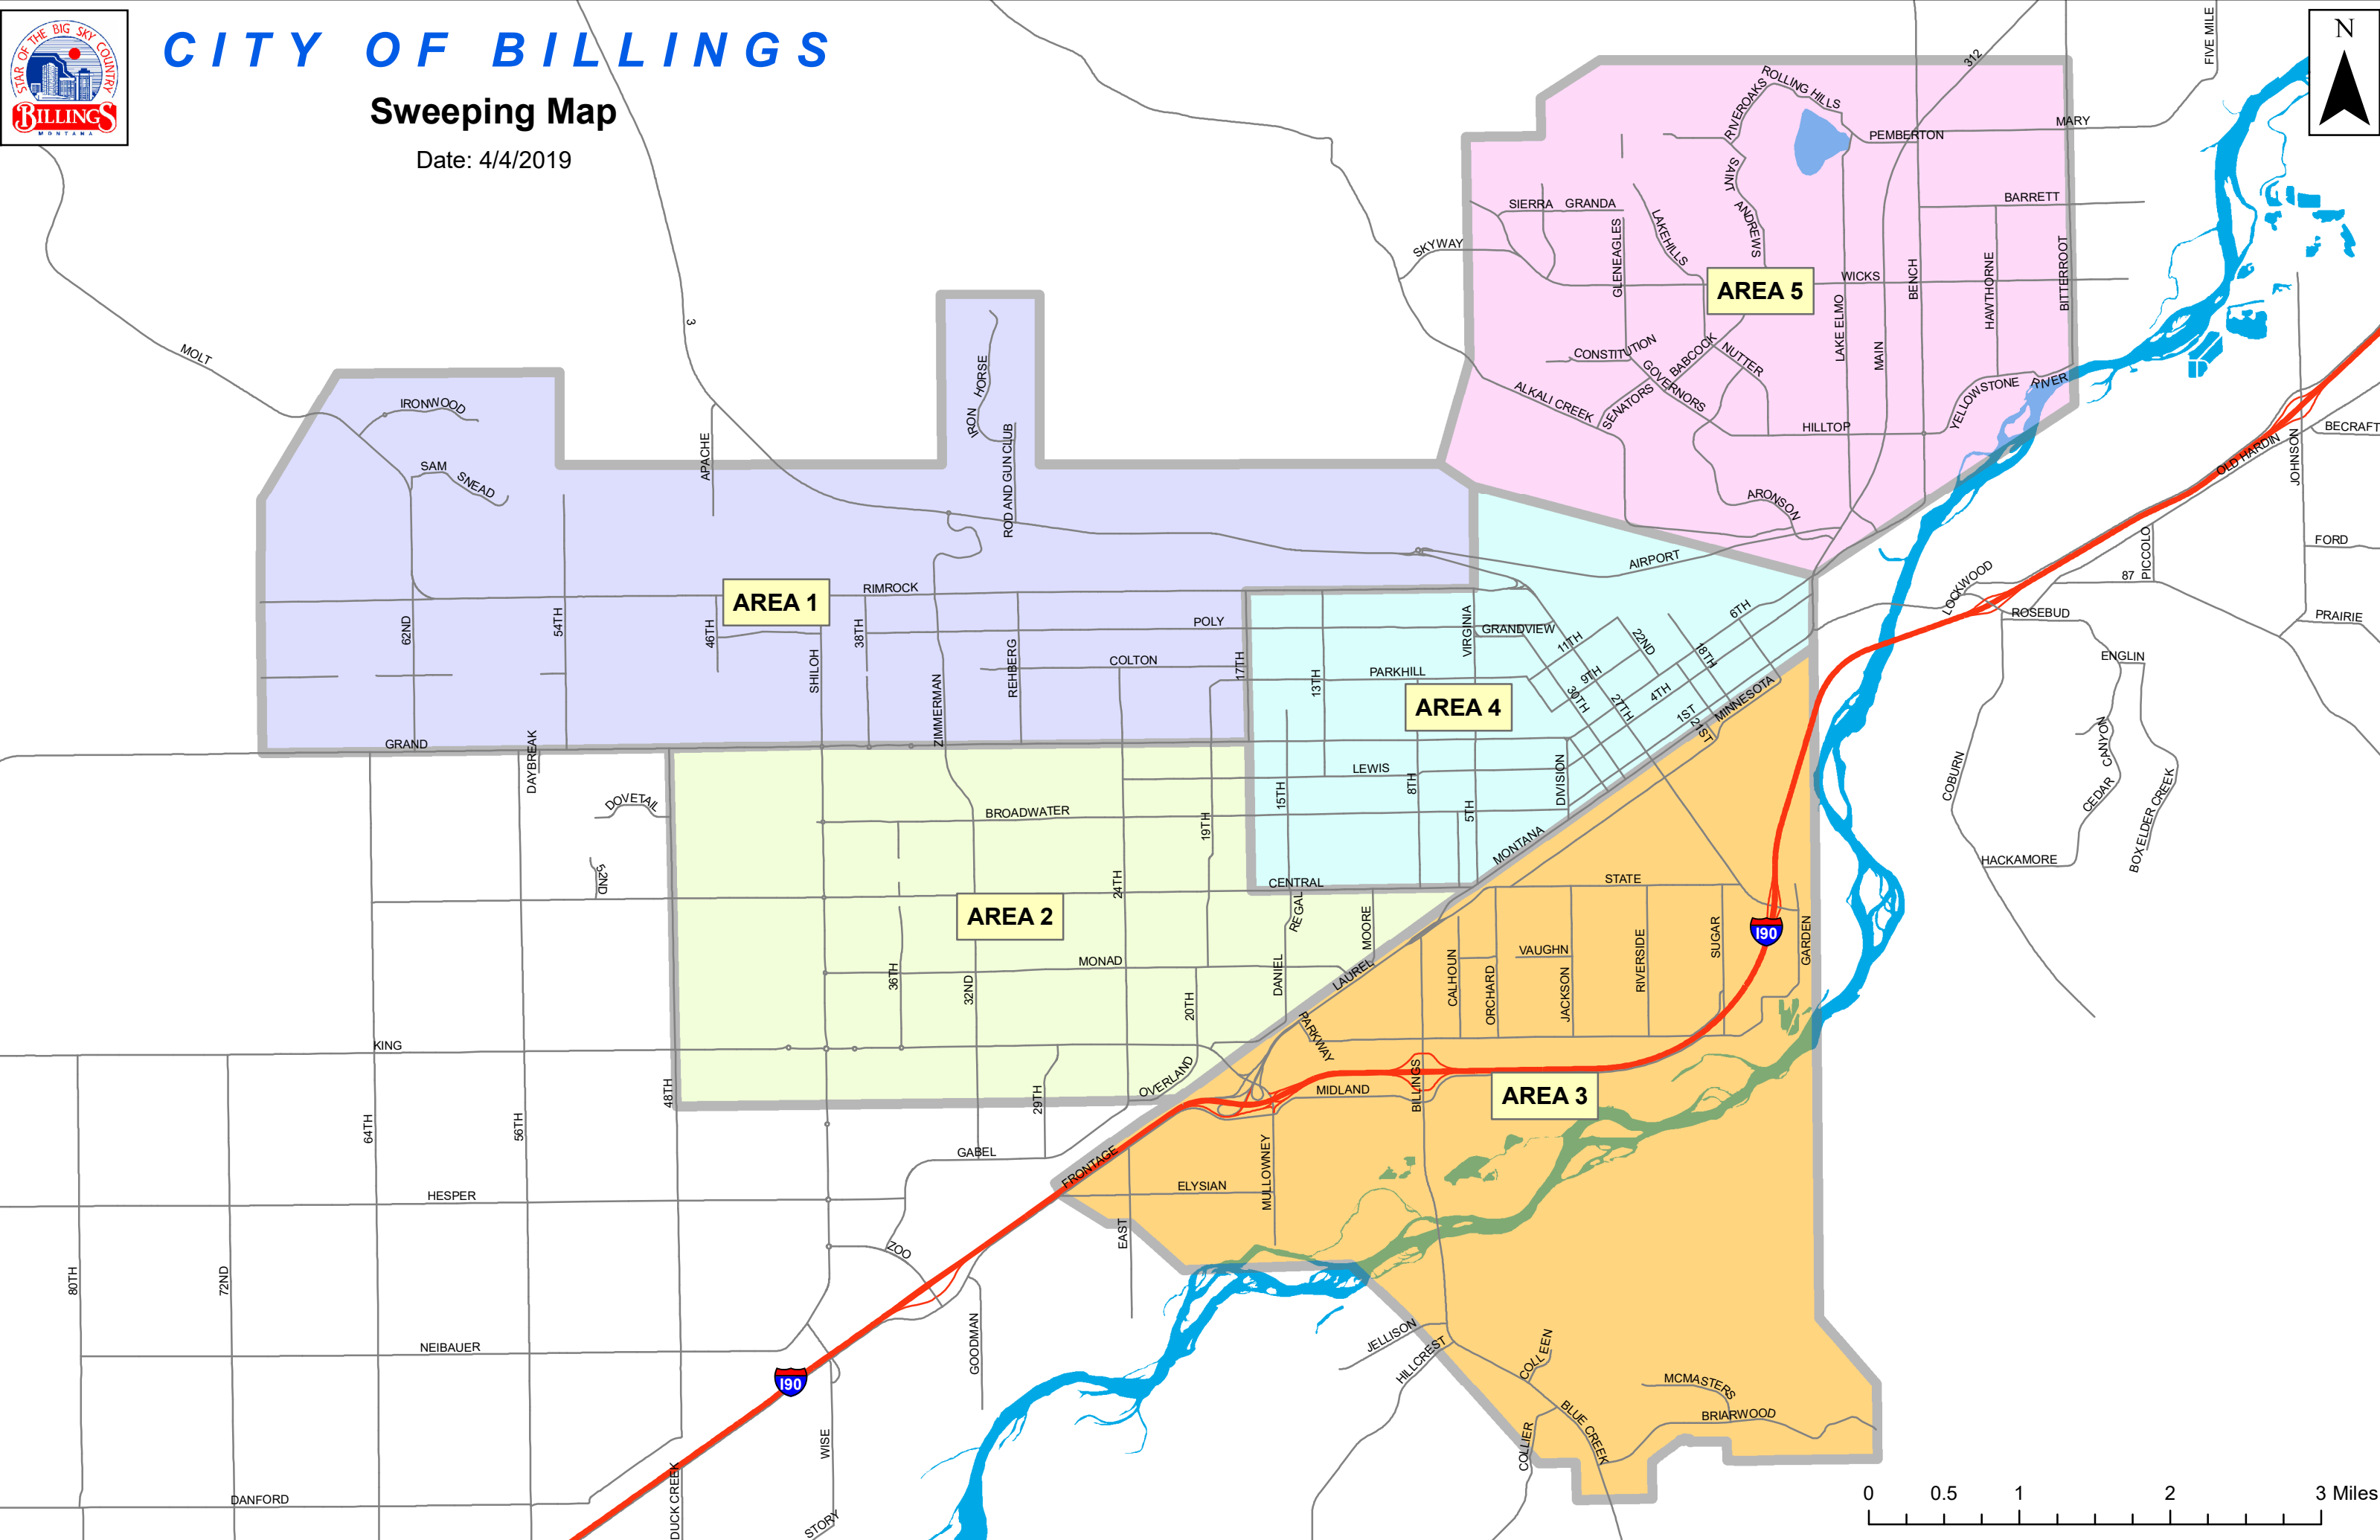 STAR OF THE BIG SKY COUNTRY
BILLINGS
MONTANA
CITY OF BILLINGS
Sweeping Map
Date: 4/4/2019
N
FIVE MILE
312
ROLLING HILLS
RIVEROAKS
PEMBERTON
MARY
SAINT ANDREWS
BARRETT
SIERRA GRANDA
LAKEHILLS
GLENEAGLES
SKYWAY
WICKS
BENCH
HAWTHORNE
BITTERROOT
AREA 5
LAKE ELMO
MAIN
3
MOLT
CONSTITUTION
BABCOCK
NUTTER
GOVERNORS
SENATORS
ALKALI CREEK
YELLOWSTONE RIVER
HILLTOP
IRONWOOD
IRON HORSE
ROD AND GUN CLUB
APACHE
SAM SNEAD
ARONSON
OLD HARDIN
JOHNSON
BECRAFT
FORD
PICCOLO
87
LOCKWOOD
ROSEBUD
PRAIRIE
AIRPORT
AREA 1
RIMROCK
62ND
54TH
46TH
SHILOH
38TH
ZIMMERMAN
REHBERG
POLY
COLTON
17TH
13TH
VIRGINIA
GRANDVIEW
PARKHILL
11TH
22ND
18TH
6TH
9TH
30TH
27TH
4TH
1ST
21ST
MINNESOTA
AREA 4
ENGLIN
CANYON
CEDAR
BOXELDER CREEK
COBURN
HACKAMORE
GRAND
DAYBREAK
DOVETAIL
52ND
LEWIS
DIVISION
15TH
8TH
5TH
BROADWATER
19TH
24TH
MONTANA
CENTRAL
STATE
AREA 2
REGAL
MOORE
LAUREL
SUGAR
I90
GARDEN
RIVERSIDE
VAUGHN
CALHOUN
ORCHARD
JACKSON
MONAD
36TH
32ND
20TH
DANIEL
PARKWAY
KING
48TH
64TH
56TH
29TH
OVERLAND
MIDLAND
BILLINGS
AREA 3
GABEL
FRONTAGE
MULLOWNEY
ELYSIAN
EAST
HESPER
ZOO
80TH
72ND
NEIBAUER
GOODMAN
I90
JELLISON
HILLCREST
COLLEEN
MCMASTERS
BRIARWOOD
BLUE CREEK
COLLIER
WISE
DANFORD
DUCK CREEK
STORY
0 0.5 1 2 3 Miles